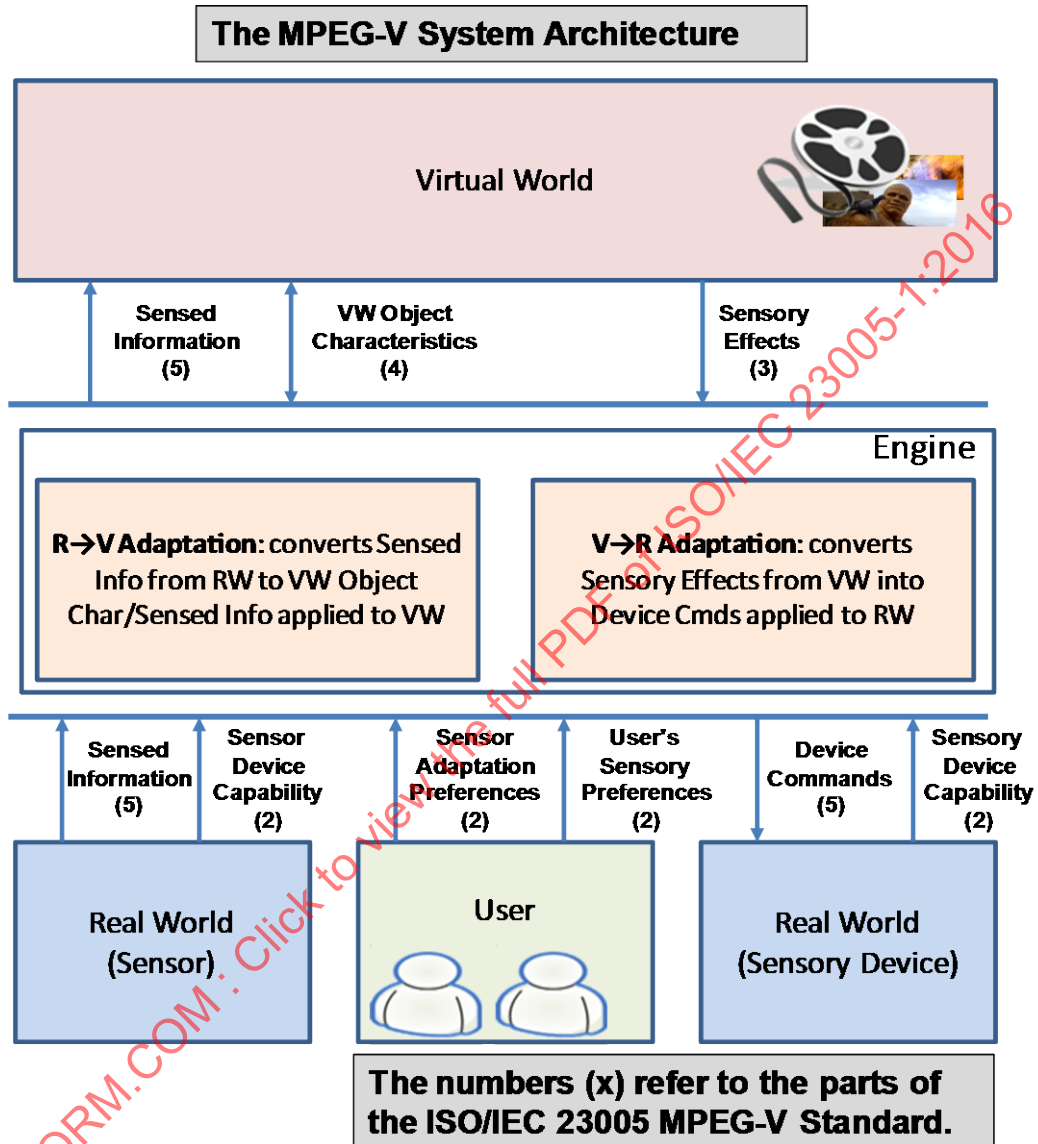 The MPEG-V System Architecture
Virtual World
Sensed
Information
(5)
VW Object
Characteristics
(4)
Sensory
Effects
(3)
Engine
R→V Adaptation: converts Sensed
Info from RW to VW Object
Char/Sensed Info applied to VW
V→R Adaptation: converts
Sensory Effects from VW into
Device Cmds applied to RW
Sensed
Information
(5)
Sensor
Device
Capability
(2)
Sensor
Adaptation
Preferences
(2)
User's
Sensory
Preferences
(2)
Device
Commands
(5)
Sensory
Device
Capability
(2)
Real World
(Sensor)
User
Real World
(Sensory Device)
The numbers (x) refer to the parts of
the ISO/IEC 23005 MPEG-V Standard.
ORM.COM : Click to view the full PDF of ISO/IEC 23005-1:2016